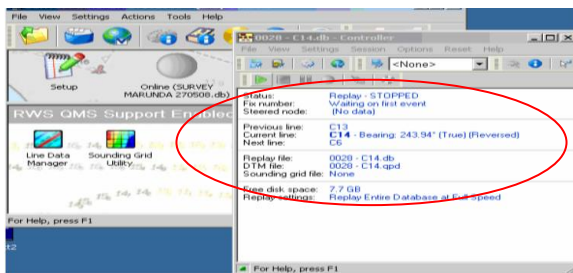 File View Settings Actions Tools Help
Setup
Online (SURVEY
MARUNDA 270508.db)
RWS QMS Support Enabled
Line Data
Manager
Sounding Grid
Utility
For Help, press F1
0028 - C14.db - Controller
File View Settings Session Options Reset Help
<None>
Status: Replay - STOPPED
Fix number: Waiting on first event
Steered node: (No data)
Previous line: C13
Current line: C14 - Bearing: 243.94° (True) (Reversed)
Next line: C6
Replay file: 0028 - C14.db
DTM file: 0028 - C14.qpd
Sounding grid file: None
Free disk space: 7.7 GB
Replay settings: Replay Entire Database at Full Speed
For Help, press F1